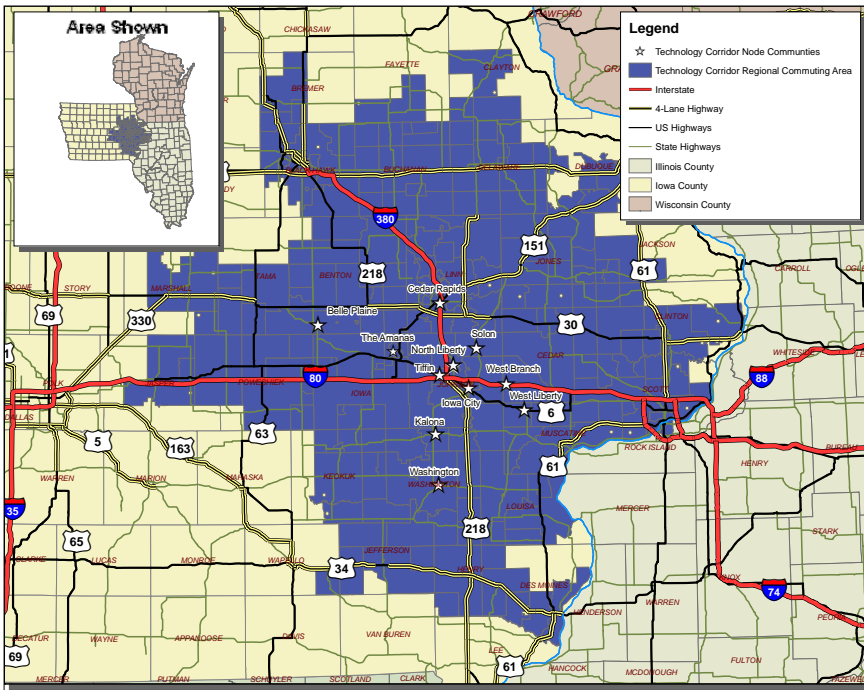 Area Shown
Legend
Technology Corridor Node Communities
Technology Corridor Regional Commuting Area
Interstate
4-Lane Highway
US Highways
State Highways
Illinois County
Iowa County
Wisconsin County
CRAWFORD
CHICKASAW
FAYETTE
CLAYTON
BREMER
BUCHANAN
DUBUQUE
380
151
JACKSON
CARROLL
61
STORY
MARSHALL
TAMA
BENTON
218
LINN
JONES
69
330
Cedar Rapids
CLINTON
Belle Plaine
30
WHITESIDE
The Amanas
Solon
North Liberty
CEDAR
88
Tiffin
West Branch
80
POLK
JASPER
POWESHIEK
IOWA
SCOTT
Iowa City
West Liberty
6
DALLAS
Kalona
63
5
163
MUSCATINE
ROCK ISLAND
61
HENRY
Washington
WARREN
MARION
MAHASKA
KEOKUK
WASHINGTON
35
LOUISA
MERCER
STARK
218
65
JEFFERSON
CLARKE
LUCAS
MONROE
WAPELLO
34
HENRY
KNOX
DES MOINES
74
HENDERSON
WARREN
DECATUR
WAYNE
APPANOOSE
DAVIS
VAN BUREN
LEE
69
61
FULTON
MERCER
PUTNAM
SCHUYLER
SCOTLAND
CLARK
HANCOCK
MCDONOUGH